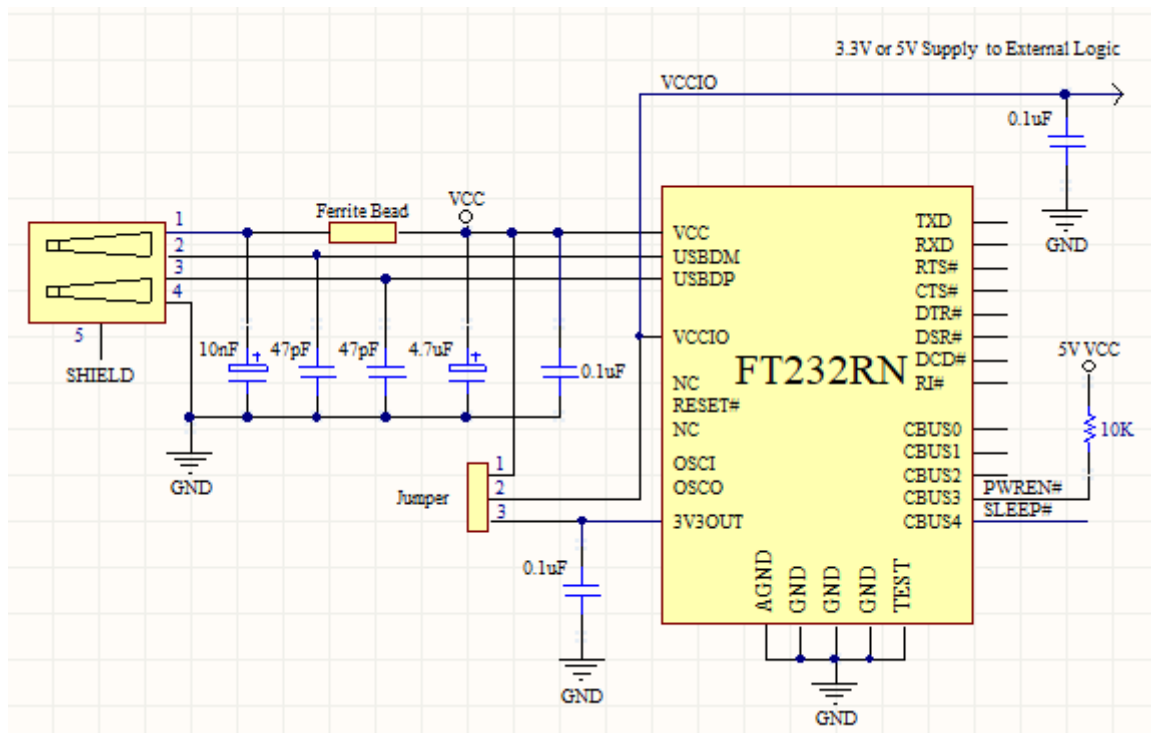 3.3V or 5V Supply to External Logic
VCCIO
0.1uF
GND
VCC
Ferrite Bead
1
2
3
4
5
SHIELD
10nF
+
47pF
47pF
4.7uF
+
0.1uF
GND
Jumper
1
2
3
0.1uF
GND
VCC
USBDM
USBDP
VCCIO
NC
RESET#
NC
OSCI
OSCO
3V3OUT
FT232RN
TXD
RXD
RTS#
CTS#
DTR#
DSR#
DCD#
RI#
CBUS0
CBUS1
CBUS2
CBUS3
CBUS4
PWREN#
SLEEP#
5V VCC
10K
AGND
GND
GND
GND
TEST
GND